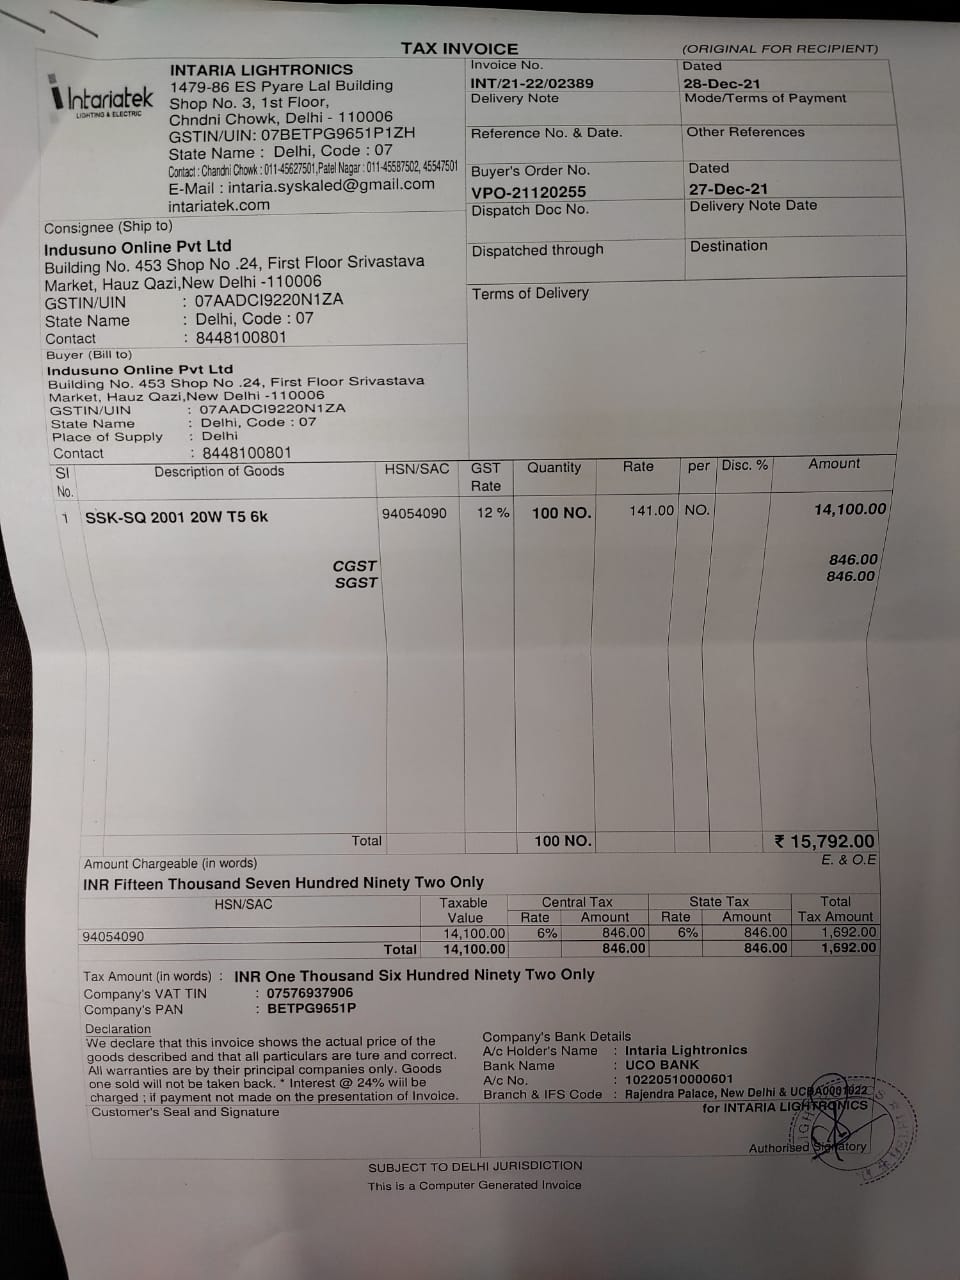 TAX INVOICE
(ORIGINAL FOR RECIPIENT)
Intariatek
LIGHTING & ELECTRIC
INTARIA LIGHTRONICS
1479-86 ES Pyare Lal Building
Shop No. 3, 1st Floor,
Chndni Chowk, Delhi - 110006
GSTIN/UIN: 07BETPG9651P1ZH
State Name : Delhi, Code : 07
Contact : Chandni Chowk : 011-45627501,Patel Nagar : 011-45587502, 45547501
E-Mail : intaria.syskaled@gmail.com
intariatek.com
Invoice No.
INT/21-22/02389
Dated
28-Dec-21
Delivery Note
Mode/Terms of Payment
Reference No. & Date.
Other References
Buyer's Order No.
VPO-21120255
Dated
27-Dec-21
Dispatch Doc No.
Delivery Note Date
Dispatched through
Destination
Terms of Delivery
Consignee (Ship to)
Indusuno Online Pvt Ltd
Building No. 453 Shop No .24, First Floor Srivastava
Market, Hauz Qazi,New Delhi -110006
GSTIN/UIN : 07AADCI9220N1ZA
State Name : Delhi, Code : 07
Contact : 8448100801
Buyer (Bill to)
Indusuno Online Pvt Ltd
Building No. 453 Shop No .24, First Floor Srivastava
Market, Hauz Qazi,New Delhi -110006
GSTIN/UIN : 07AADCI9220N1ZA
State Name : Delhi, Code : 07
Place of Supply : Delhi
Contact : 8448100801
SI No. Description of Goods HSN/SAC GST Rate Quantity Rate per Disc. % Amount
1 SSK-SQ 2001 20W T5 6k 94054090 12 % 100 NO. 141.00 NO. 14,100.00
CGST 846.00
SGST 846.00
Total 100 NO. ₹ 15,792.00
Amount Chargeable (in words) E. & O.E
INR Fifteen Thousand Seven Hundred Ninety Two Only
HSN/SAC Taxable Value Central Tax State Tax Total Tax Amount
Rate Amount Rate Amount
94054090 14,100.00 6% 846.00 6% 846.00 1,692.00
Total 14,100.00 846.00 846.00 1,692.00
Tax Amount (in words) : INR One Thousand Six Hundred Ninety Two Only
Company's VAT TIN : 07576937906
Company's PAN : BETPG9651P
Declaration
We declare that this invoice shows the actual price of the
goods described and that all particulars are ture and correct.
All warranties are by their principal companies only. Goods
one sold will not be taken back. * Interest @ 24% wiil be
charged ; if payment not made on the presentation of Invoice.
Company's Bank Details
A/c Holder's Name : Intaria Lightronics
Bank Name : UCO BANK
A/c No. : 10220510000601
Branch & IFS Code : Rajendra Palace, New Delhi & UCBA0001022
Customer's Seal and Signature
for INTARIA LIGHTRONICS
Authorised Signatory
SUBJECT TO DELHI JURISDICTION
This is a Computer Generated Invoice